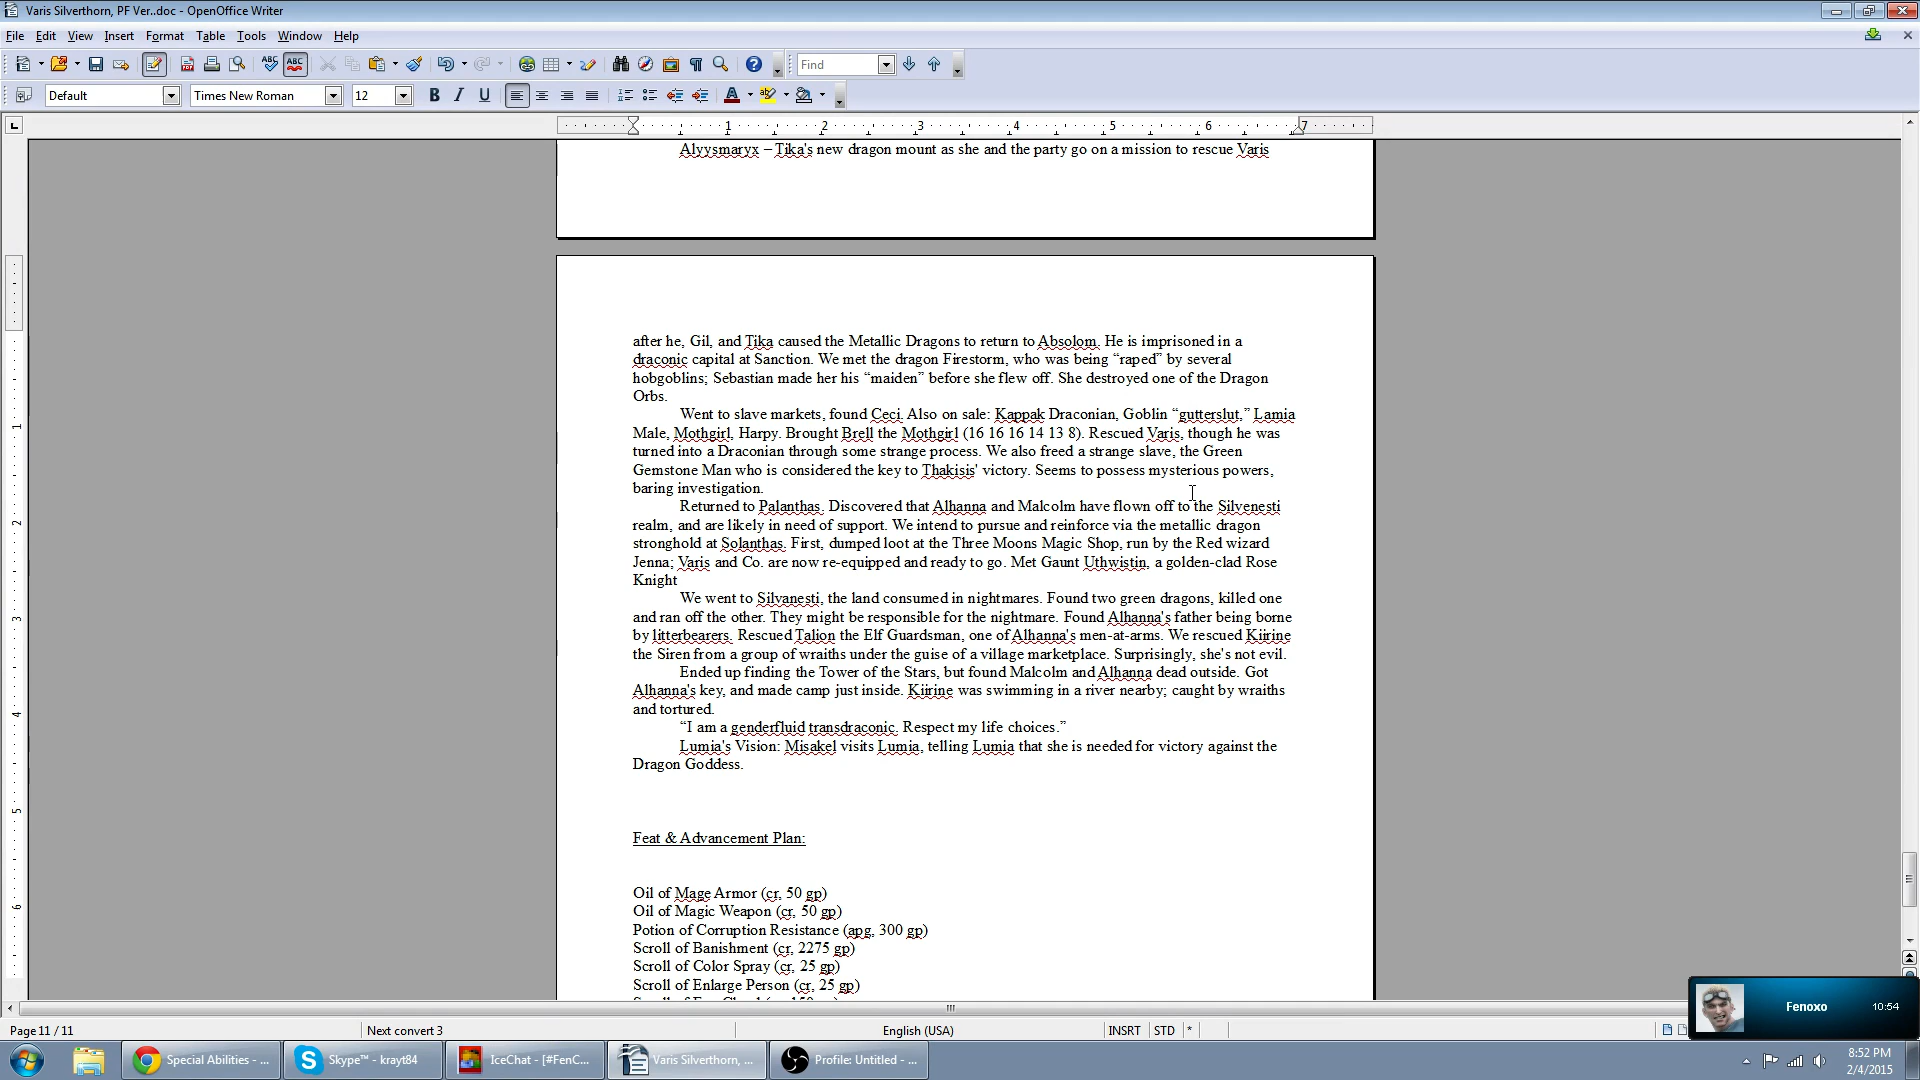 Varis Silverthorn, PF Ver..doc - OpenOffice Writer
File Edit View Insert Format Table Tools Window Help
Find
Default Times New Roman 12
1 2 3 4 5 6 7
Alyysmaryx – Tika's new dragon mount as she and the party go on a mission to rescue Varis
after he, Gil, and Tika caused the Metallic Dragons to return to Absolom. He is imprisoned in a
draconic capital at Sanction. We met the dragon Firestorm, who was being “raped” by several
hobgoblins; Sebastian made her his “maiden” before she flew off. She destroyed one of the Dragon
Orbs.
Went to slave markets, found Ceci. Also on sale: Kappak Draconian, Goblin “gutterslut,” Lamia
Male, Mothgirl, Harpy. Brought Brell the Mothgirl (16 16 16 14 13 8). Rescued Varis, though he was
turned into a Draconian through some strange process. We also freed a strange slave, the Green
Gemstone Man who is considered the key to Thakisis' victory. Seems to possess mysterious powers,
baring investigation.
Returned to Palanthas. Discovered that Alhanna and Malcolm have flown off to the Silvenesti
realm, and are likely in need of support. We intend to pursue and reinforce via the metallic dragon
stronghold at Solanthas. First, dumped loot at the Three Moons Magic Shop, run by the Red wizard
Jenna; Varis and Co. are now re-equipped and ready to go. Met Gaunt Uthwistin, a golden-clad Rose
Knight
We went to Silvanesti, the land consumed in nightmares. Found two green dragons, killed one
and ran off the other. They might be responsible for the nightmare. Found Alhanna's father being borne
by litterbearers. Rescued Talion the Elf Guardsman, one of Alhanna's men-at-arms. We rescued Kiirine
the Siren from a group of wraiths under the guise of a village marketplace. Surprisingly, she's not evil.
Ended up finding the Tower of the Stars, but found Malcolm and Alhanna dead outside. Got
Alhanna's key, and made camp just inside. Kiirine was swimming in a river nearby; caught by wraiths
and tortured.
“I am a genderfluid transdraconic. Respect my life choices.”
Lumia's Vision: Misakel visits Lumia, telling Lumia that she is needed for victory against the
Dragon Goddess.
Feat & Advancement Plan:
Oil of Mage Armor (cr, 50 gp)
Oil of Magic Weapon (cr, 50 gp)
Potion of Corruption Resistance (apg, 300 gp)
Scroll of Banishment (cr, 2275 gp)
Scroll of Color Spray (cr, 25 gp)
Scroll of Enlarge Person (cr, 25 gp)
Fenoxo 10:54
Page 11 / 11 Next convert 3 English (USA) INSRT STD *
Special Abilities - ... Skype™ - krayt84 IceChat - [#FenC... Varis Silverthorn, ... Profile: Untitled - ... 8:52 PM
2/4/2015